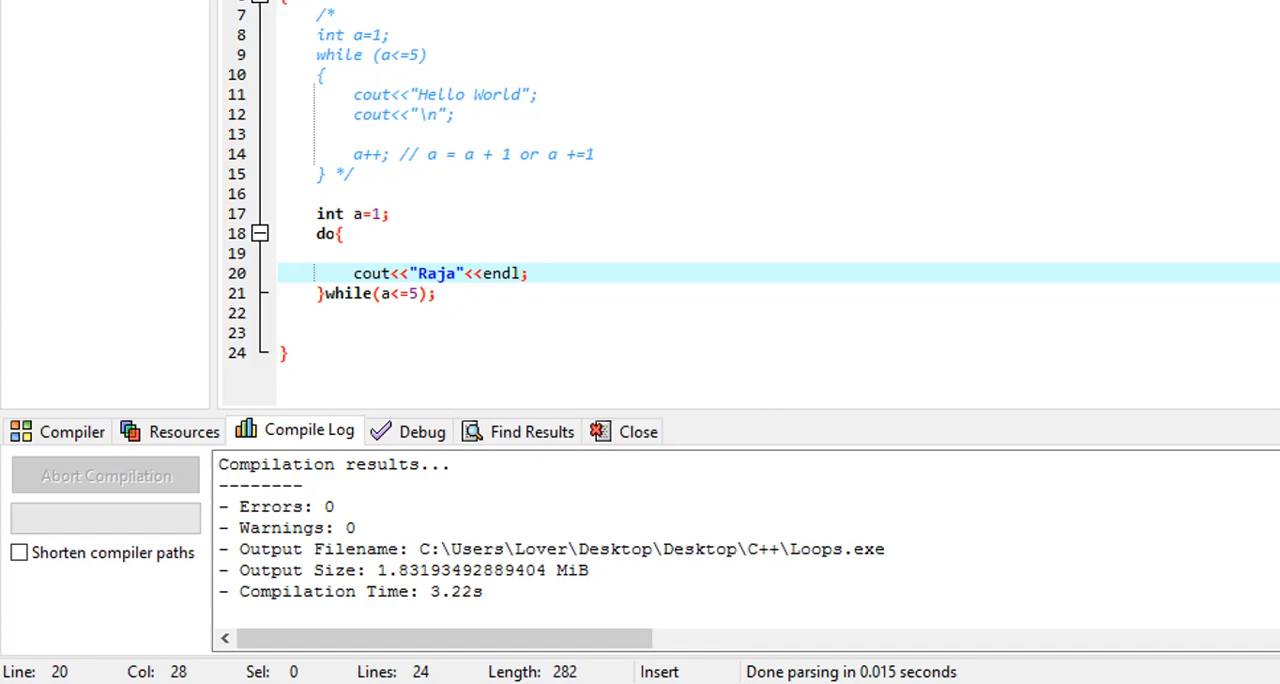 {
7 /*
8 int a=1;
9 while (a<=5)
10 {
11 cout<<"Hello World";
12 cout<<"\n";
13
14 a++; // a = a + 1 or a +=1
15 } */
16
17 int a=1;
18 do{
19
20 cout<<"Raja"<<endl;
21 }while(a<=5);
22
23
24 }
Compiler Resources Compile Log Debug Find Results Close
Abort Compilation
Shorten compiler paths
Compilation results...
--------
- Errors: 0
- Warnings: 0
- Output Filename: C:\Users\Lover\Desktop\Desktop\C++\Loops.exe
- Output Size: 1.83193492889404 MiB
- Compilation Time: 3.22s
Line: 20 Col: 28 Sel: 0 Lines: 24 Length: 282 Insert Done parsing in 0.015 seconds